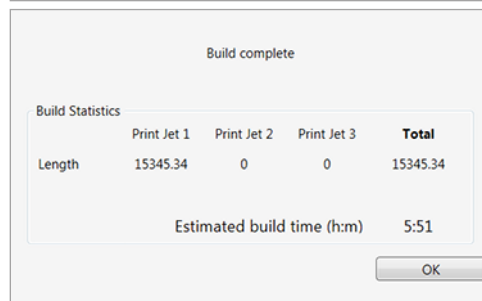 Build complete
Build Statistics
Print Jet 1 Print Jet 2 Print Jet 3 Total
Length 15345.34 0 0 15345.34
Estimated build time (h:m) 5:51
OK